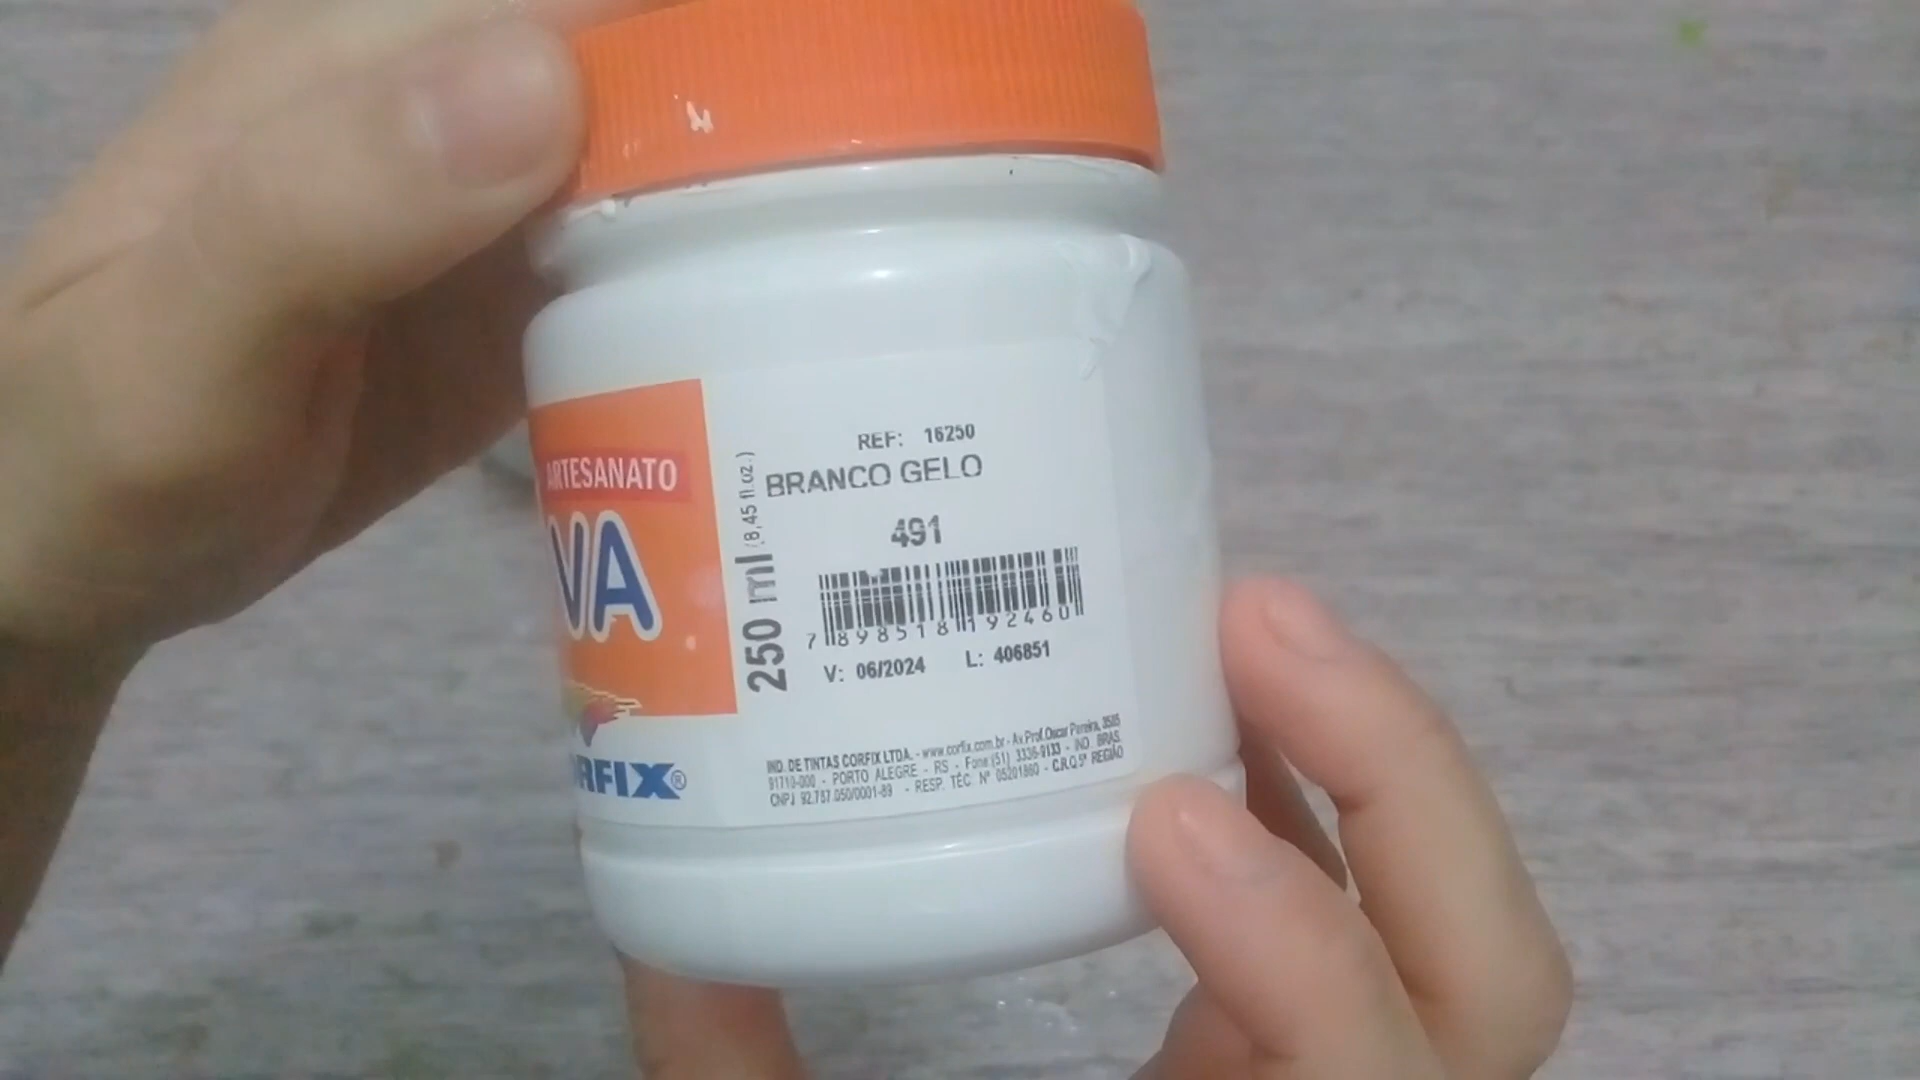 ARTESANATO
VA
RFIX®
250 ml (8,45 fl.oz.)
REF: 16250
BRANCO GELO
491
7 898518 192460
V: 06/2024 L: 406851
IND. DE TINTAS CORFIX LTDA. - www.corfix.com.br - Av.Prof.Oscar Pereira, 3585
91710-000 - PORTO ALEGRE - RS - Fone (51) 3336-9133 - IND. BRAS.
CNPJ 92.757.050/0001-89 - RESP. TÉC. Nº 05201860 - C.R.Q 5ª REGIÃO